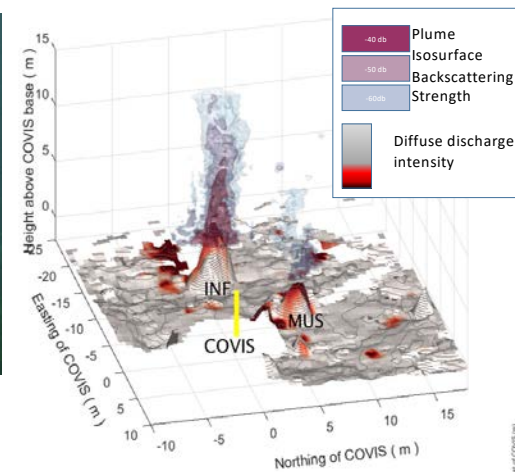 -40 db
Plume
Isosurface
-50 db
Backscattering
-60db
Strength
Diffuse discharge
intensity
Height above COVIS base ( m )
15
10
5
0
-25
-20
-15
-10
-5
0
5
10
Easting of COVIS ( m )
-10
-5
0
5
10
15
Northing of COVIS ( m )
INF
MUS
COVIS